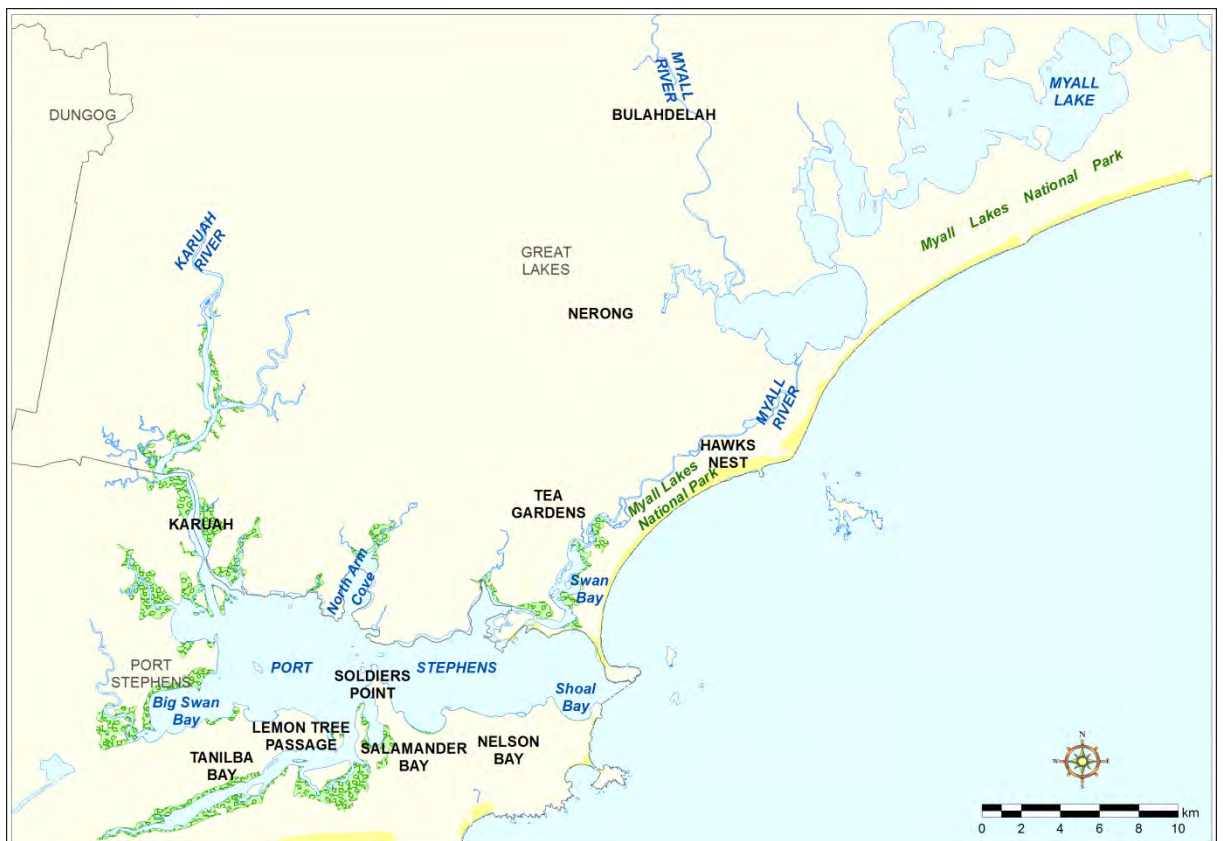 MYALL
RIVER
BULAHDELAH
MYALL
LAKE
DUNGOG
Myall Lakes National Park
KARUAH
RIVER
GREAT
LAKES
NERONG
MYALL
RIVER
HAWKS
NEST
Myall Lakes
National Park
TEA
GARDENS
KARUAH
North Arm
Cove
Swan
Bay
PORT
STEPHENS
PORT
STEPHENS
SOLDIERS
POINT
Big Swan
Bay
Shoal
Bay
LEMON TREE
PASSAGE
TANILBA
BAY
SALAMANDER
BAY
NELSON
BAY
N
W
E
S
km
0 2 4 6 8 10